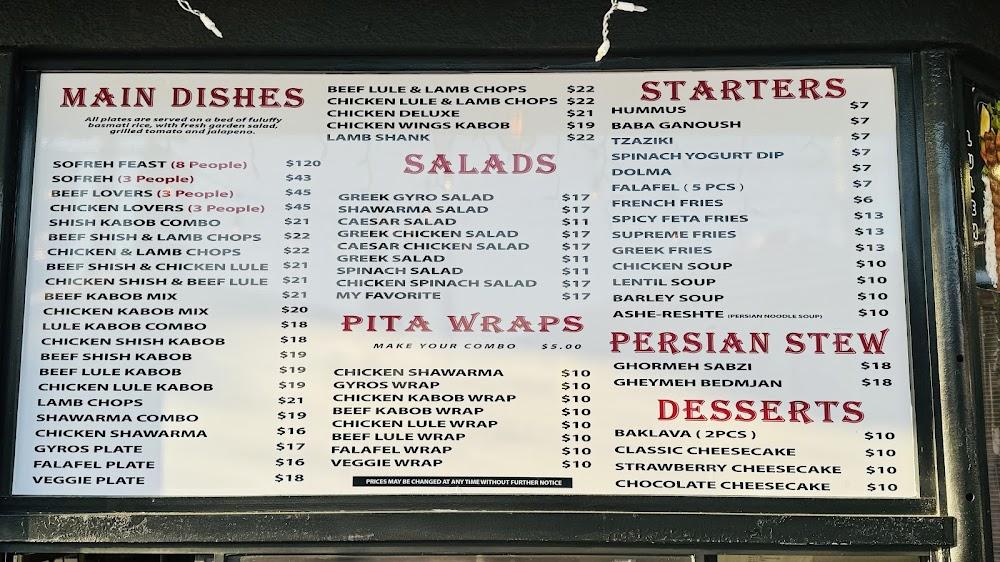 MAIN DISHES
All plates are served on a bed of fuluffy
basmati rice, with fresh garden salad,
grilled tomato and jalapeno.
SOFREH FEAST (8 People) $120
SOFREH (3 People) $43
BEEF LOVERS (3 People) $45
CHICKEN LOVERS (3 People) $45
SHISH KABOB COMBO $21
BEEF SHISH & LAMB CHOPS $22
CHICKEN & LAMB CHOPS $22
BEEF SHISH & CHICKEN LULE $21
CHICKEN SHISH & BEEF LULE $21
BEEF KABOB MIX $21
CHICKEN KABOB MIX $20
LULE KABOB COMBO $18
CHICKEN SHISH KABOB $18
BEEF SHISH KABOB $19
BEEF LULE KABOB $19
CHICKEN LULE KABOB $19
LAMB CHOPS $21
SHAWARMA COMBO $19
CHICKEN SHAWARMA $16
GYROS PLATE $17
FALAFEL PLATE $16
VEGGIE PLATE $18
BEEF LULE & LAMB CHOPS $22
CHICKEN LULE & LAMB CHOPS $22
CHICKEN DELUXE $21
CHICKEN WINGS KABOB $19
LAMB SHANK $22
SALADS
GREEK GYRO SALAD $17
SHAWARMA SALAD $17
CAESAR SALAD $11
GREEK CHICKEN SALAD $17
CAESAR CHICKEN SALAD $17
GREEK SALAD $11
SPINACH SALAD $11
CHICKEN SPINACH SALAD $17
MY FAVORITE $17
PITA WRAPS
MAKE YOUR COMBO $5.00
CHICKEN SHAWARMA $10
GYROS WRAP $10
CHICKEN KABOB WRAP $10
BEEF KABOB WRAP $10
CHICKEN LULE WRAP $10
BEEF LULE WRAP $10
FALAFEL WRAP $10
VEGGIE WRAP $10
PRICES MAY BE CHANGED AT ANY TIME WITHOUT FURTHER NOTICE
STARTERS
HUMMUS $7
BABA GANOUSH $7
TZAZIKI $7
SPINACH YOGURT DIP $7
DOLMA $7
FALAFEL ( 5 PCS ) $7
FRENCH FRIES $6
SPICY FETA FRIES $13
SUPREME FRIES $13
GREEK FRIES $13
CHICKEN SOUP $10
LENTIL SOUP $10
BARLEY SOUP $10
ASHE-RESHTE (PERSIAN NOODLE SOUP) $10
PERSIAN STEW
GHORMEH SABZI $18
GHEYMEH BEDMJAN $18
DESSERTS
BAKLAVA ( 2PCS ) $10
CLASSIC CHEESECAKE $10
STRAWBERRY CHEESECAKE $10
CHOCOLATE CHEESECAKE $10